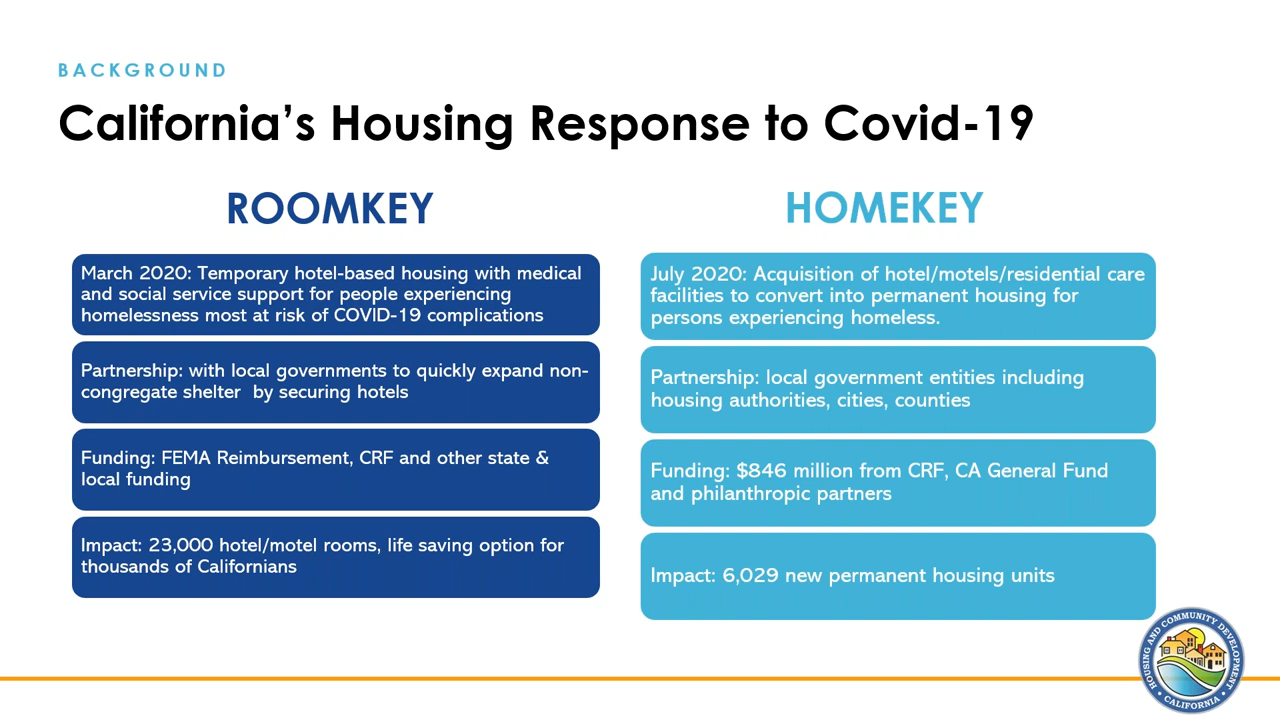 BACKGROUND
California’s Housing Response to Covid-19
ROOMKEY
March 2020: Temporary hotel-based housing with medical
and social service support for people experiencing
homelessness most at risk of COVID-19 complications
Partnership: with local governments to quickly expand non-
congregate shelter  by securing hotels
Funding: FEMA Reimbursement, CRF and other state &
local funding
Impact: 23,000 hotel/motel rooms, life saving option for
thousands of Californians
HOMEKEY
July 2020: Acquisition of hotel/motels/residential care
facilities to convert into permanent housing for
persons experiencing homeless.
Partnership: local government entities including
housing authorities, cities, counties
Funding: $846 million from CRF, CA General Fund
and philanthropic partners
Impact: 6,029 new permanent housing units
HOUSING AND COMMUNITY DEVELOPMENT
CALIFORNIA